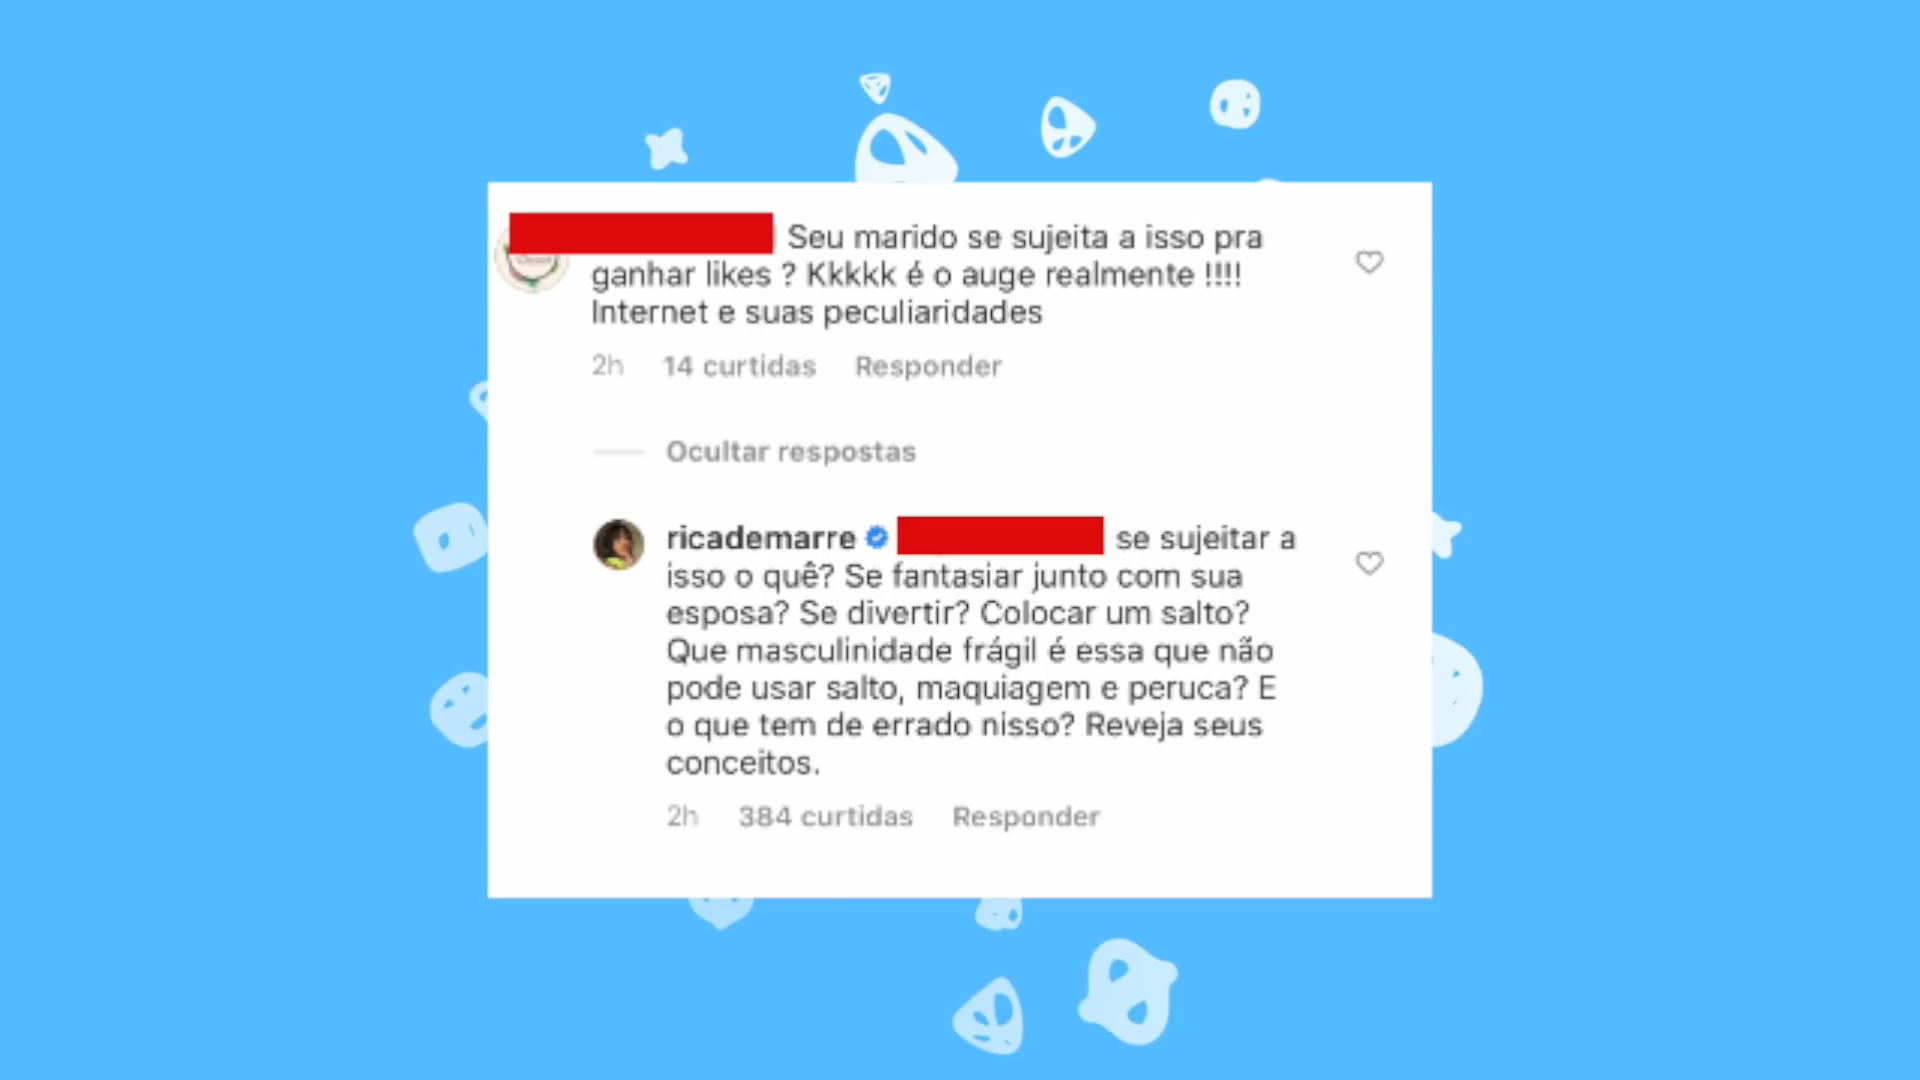 Seu marido se sujeita a isso pra
ganhar likes ? Kkkkk é o auge realmente !!!!
Internet e suas peculiaridades
2h 14 curtidas Responder
Ocultar respostas
ricademarre se sujeitar a
isso o quê? Se fantasiar junto com sua
esposa? Se divertir? Colocar um salto?
Que masculinidade frágil é essa que não
pode usar salto, maquiagem e peruca? E
o que tem de errado nisso? Reveja seus
conceitos.
2h 384 curtidas Responder